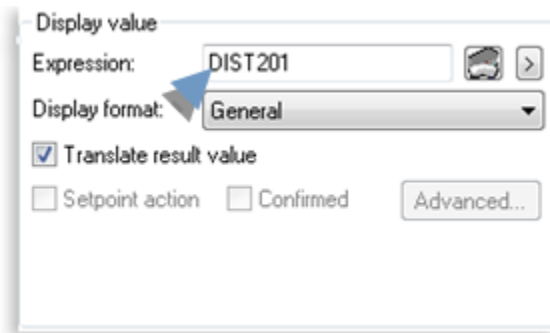 Display value
Expression: DIST201 >
Display format: General
Translate result value
Setpoint action Confirmed Advanced...